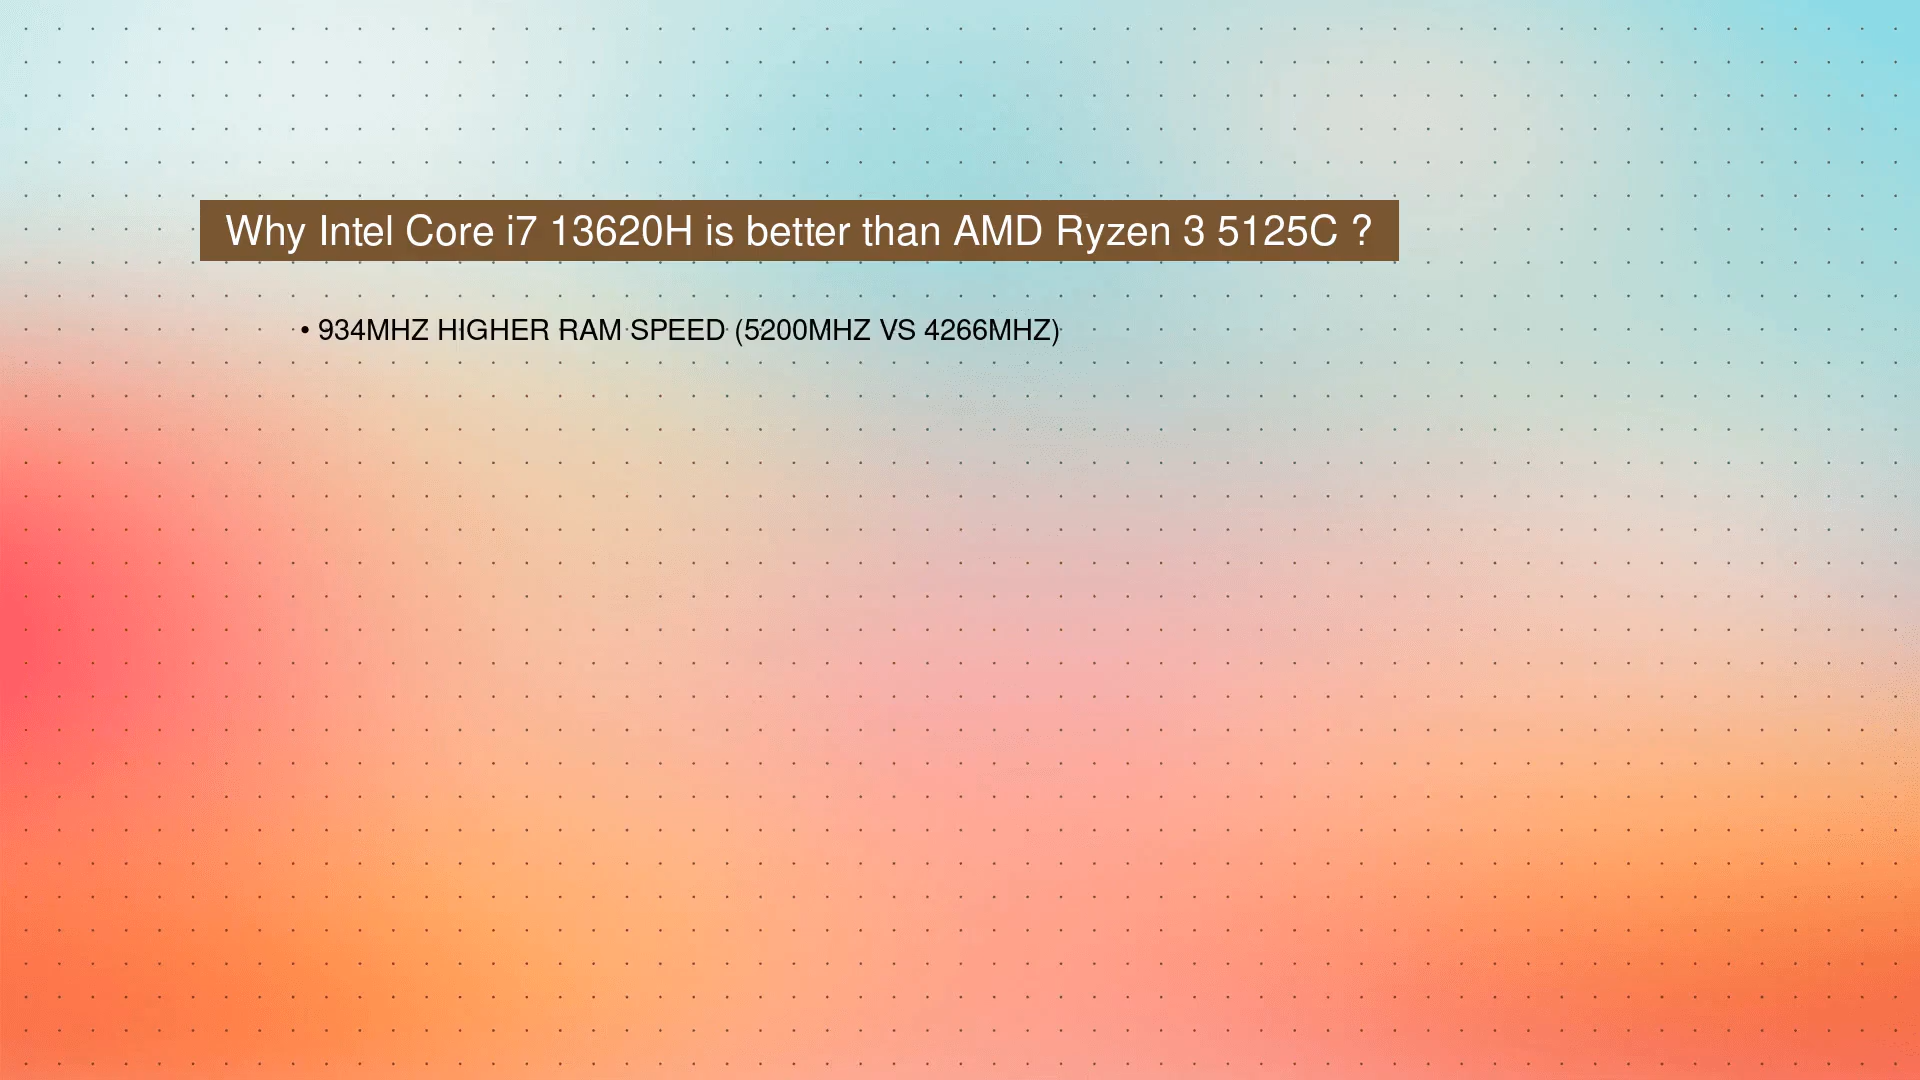 Why Intel Core i7 13620H is better than AMD Ryzen 3 5125C ?
• 934MHZ HIGHER RAM SPEED (5200MHZ VS 4266MHZ)